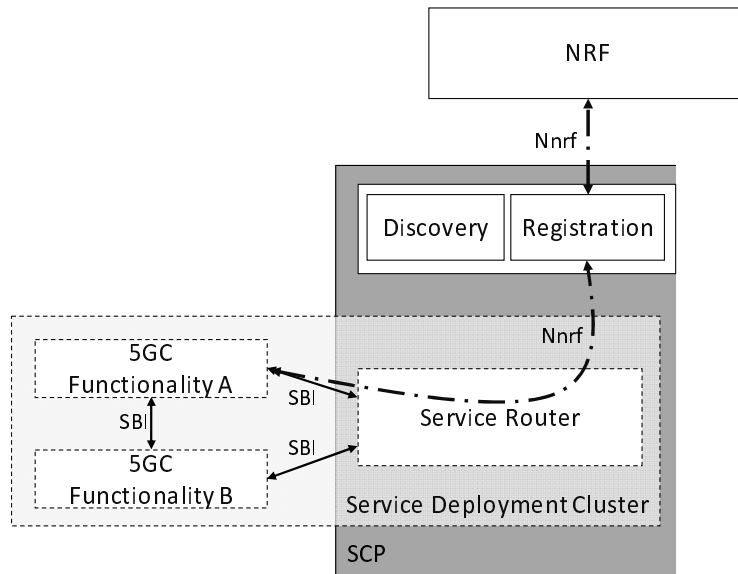 NRF
Nnrf
Discovery
Registration
Nnrf
5GC
Functionality A
SBI
Service Router
SBI
SBI
5GC
Functionality B
Service Deployment Cluster
SCP